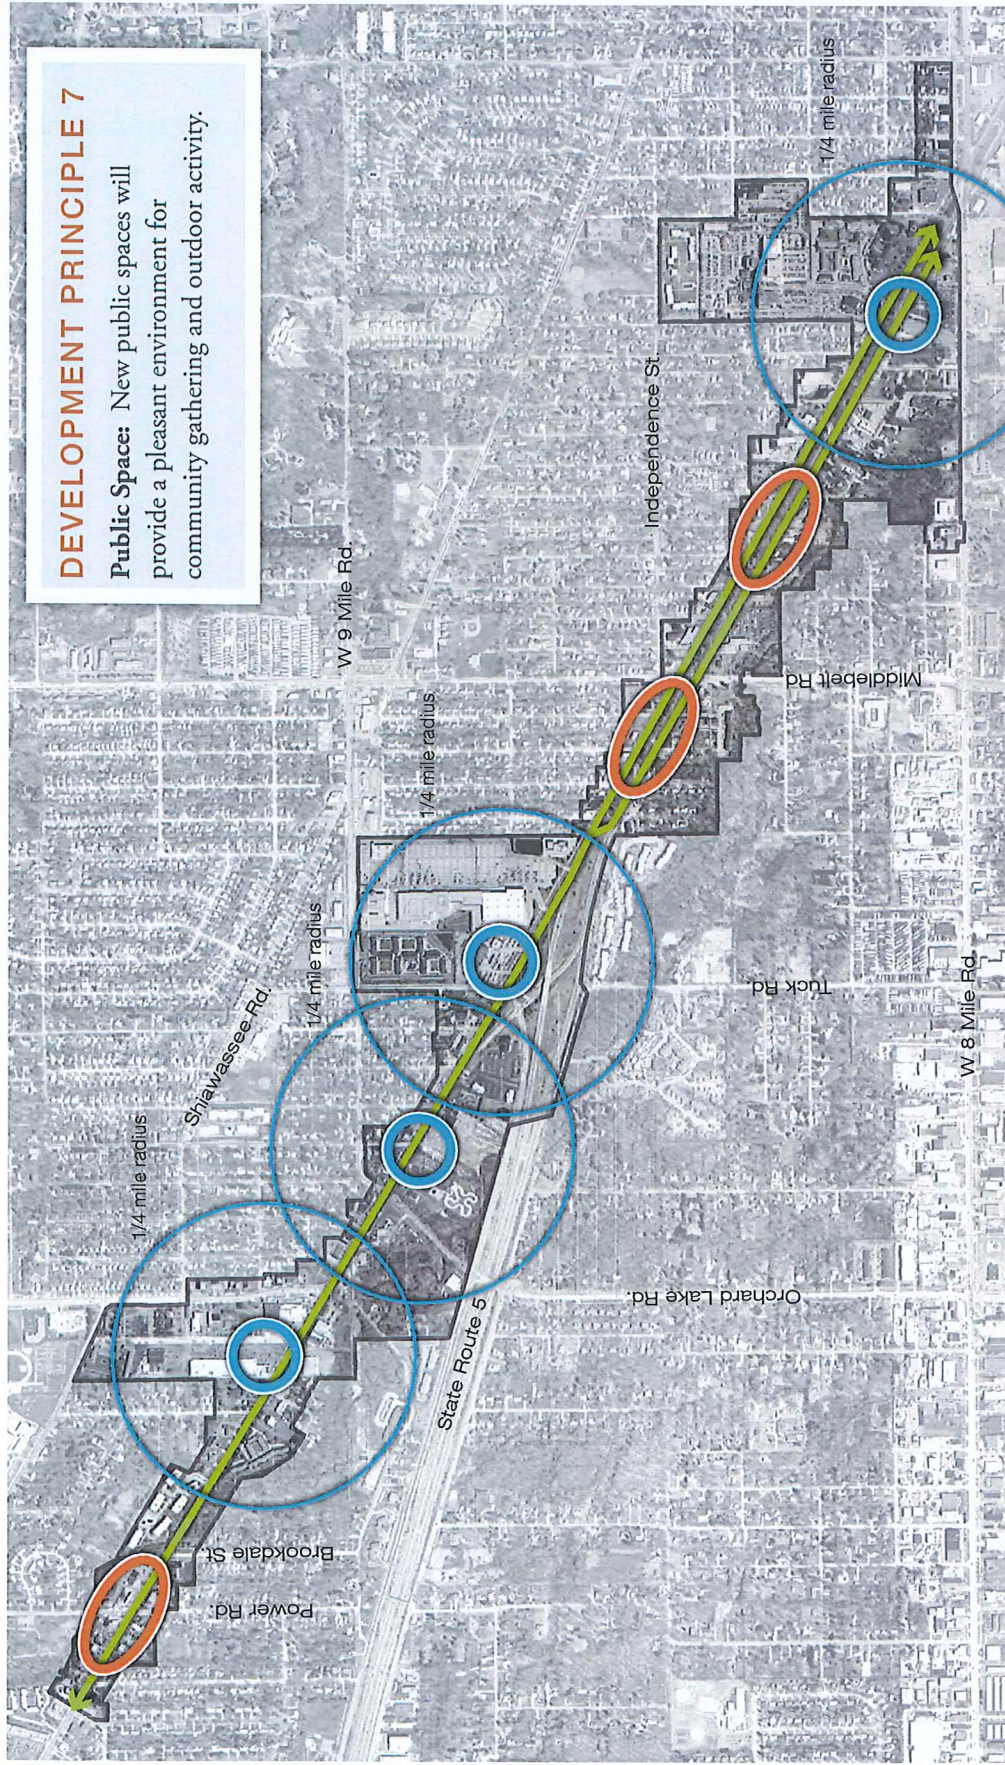 DEVELOPMENT PRINCIPLE 7
Public Space: New public spaces will
provide a pleasant environment for
community gathering and outdoor activity.
1/4 mile radius
Shiawassee Rd.
1/4 mile radius
1/4 mile radius
W 9 Mile Rd.
Independence St.
1/4 mile radius
Power Rd.
Brookdale St.
State Route 5
Orchard Lake Rd.
Tuck Rd.
Middlebelt Rd
W 8 Mile Rd.